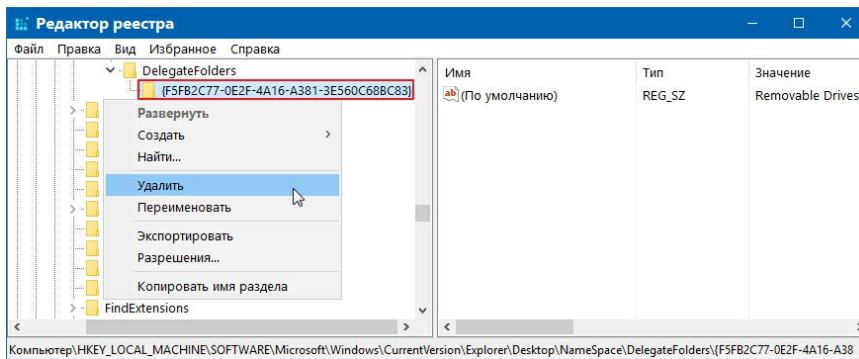 Редактор реестра
Файл Правка Вид Избранное Справка
DelegateFolders
{F5FB2C77-0E2F-4A16-A381-3E560C68BC83}
Развернуть
Создать
Найти...
Удалить
Переименовать
Экспортировать
Разрешения...
Копировать имя раздела
FindExtensions
Имя Тип Значение
ab (По умолчанию) REG_SZ Removable Drives
Компьютер\HKEY_LOCAL_MACHINE\SOFTWARE\Microsoft\Windows\CurrentVersion\Explorer\Desktop\NameSpace\DelegateFolders\{F5FB2C77-0E2F-4A16-A38